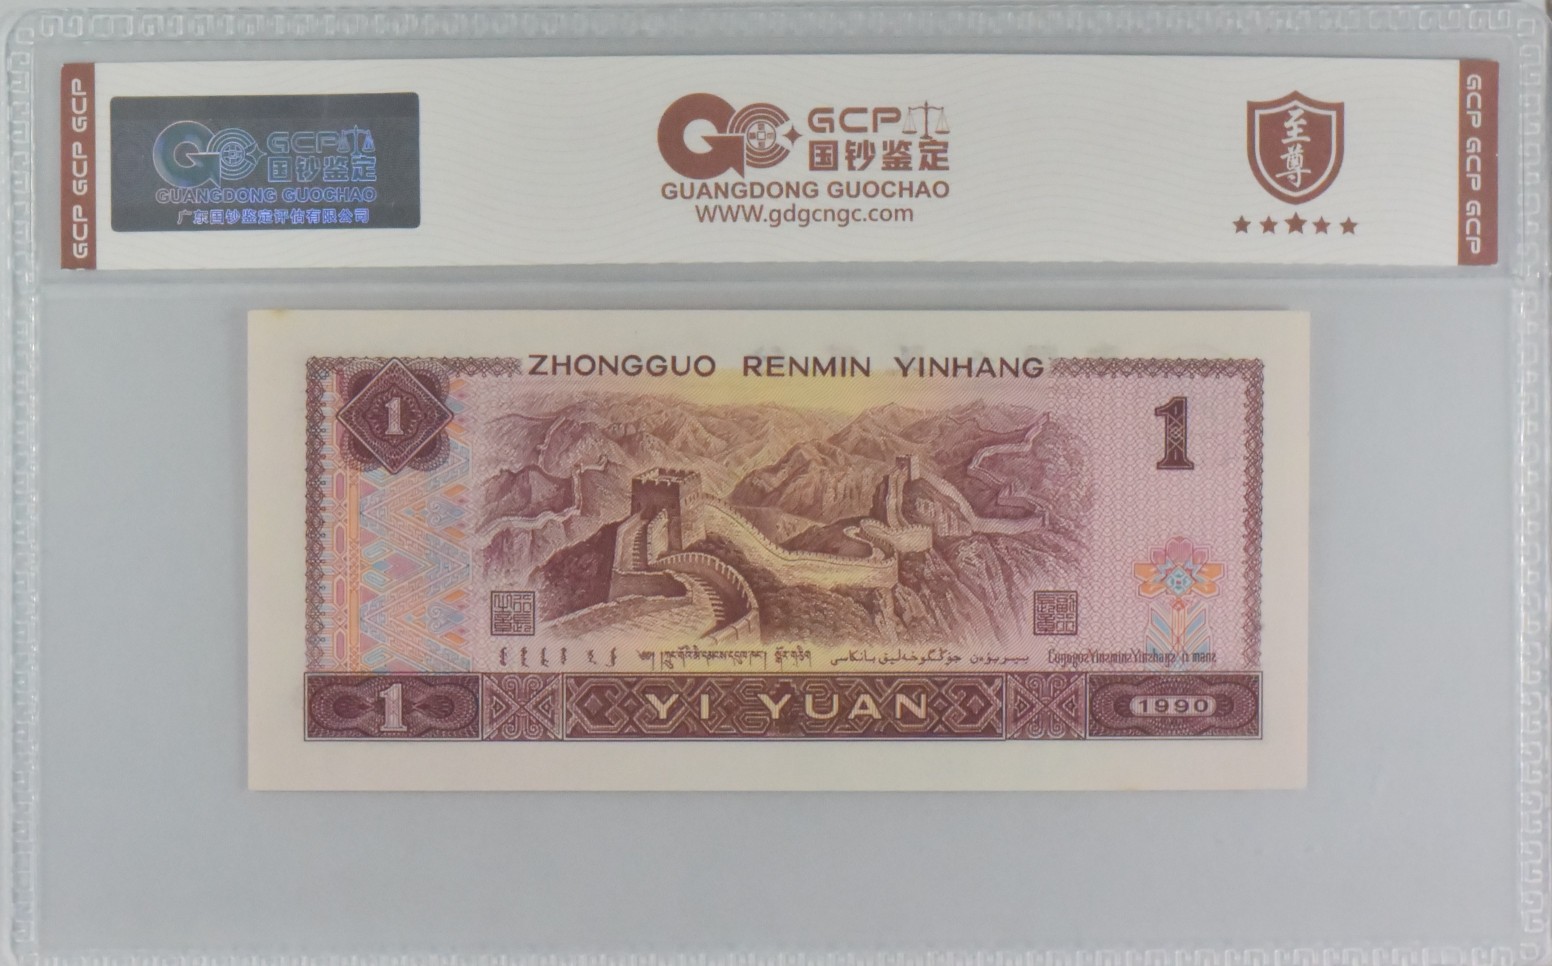 GCP GCP GCP
GCP
国钞鉴定
GUANGDONG GUOCHAO
广东国钞鉴定评估有限公司
GCP
国钞鉴定
GUANGDONG GUOCHAO
WWW.gdgcngc.com
至尊
GCP GCP GCP
ZHONGGUO RENMIN YINHANG
1
1
1
YI YUAN
1990